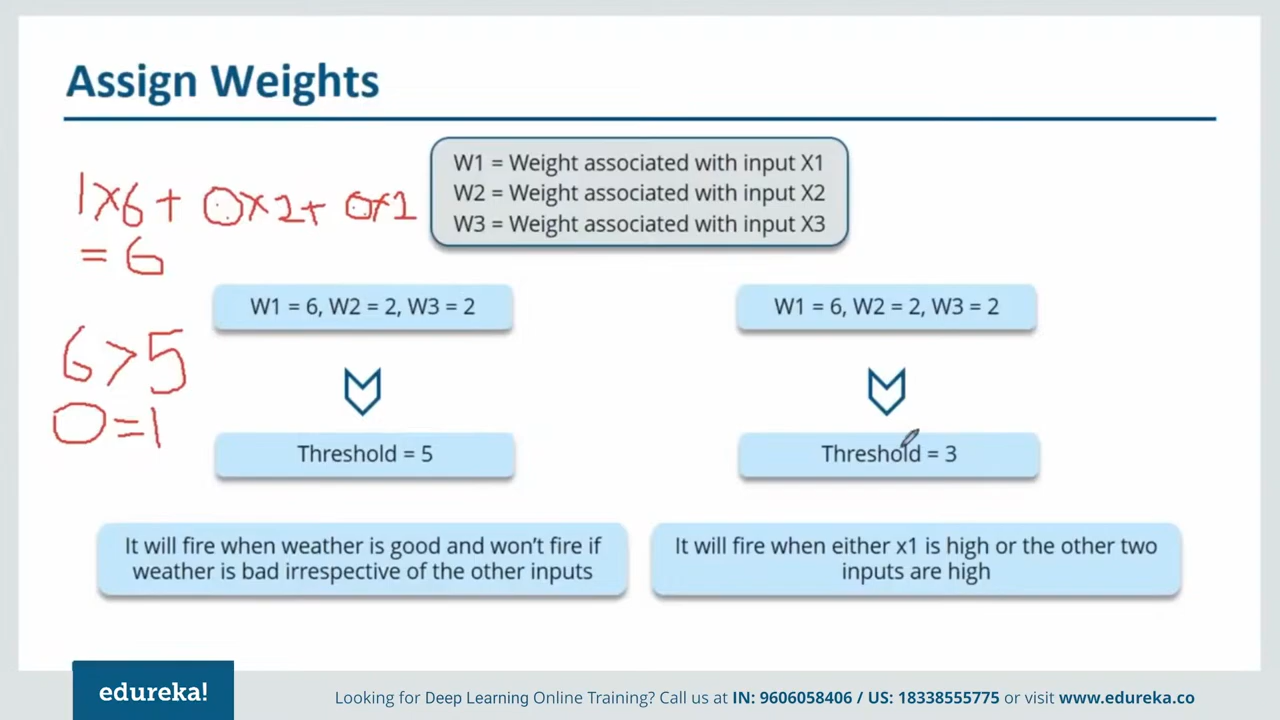 Assign Weights
W1 = Weight associated with input X1
W2 = Weight associated with input X2
W3 = Weight associated with input X3
1x6+ 0x2+ 0x2
= 6
6>5
0=1
W1 = 6, W2 = 2, W3 = 2
Threshold = 5
It will fire when weather is good and won't fire if
weather is bad irrespective of the other inputs
W1 = 6, W2 = 2, W3 = 2
Threshold = 3
It will fire when either x1 is high or the other two
inputs are high
edureka!
Looking for Deep Learning Online Training? Call us at IN: 9606058406 / US: 18338555775 or visit www.edureka.co